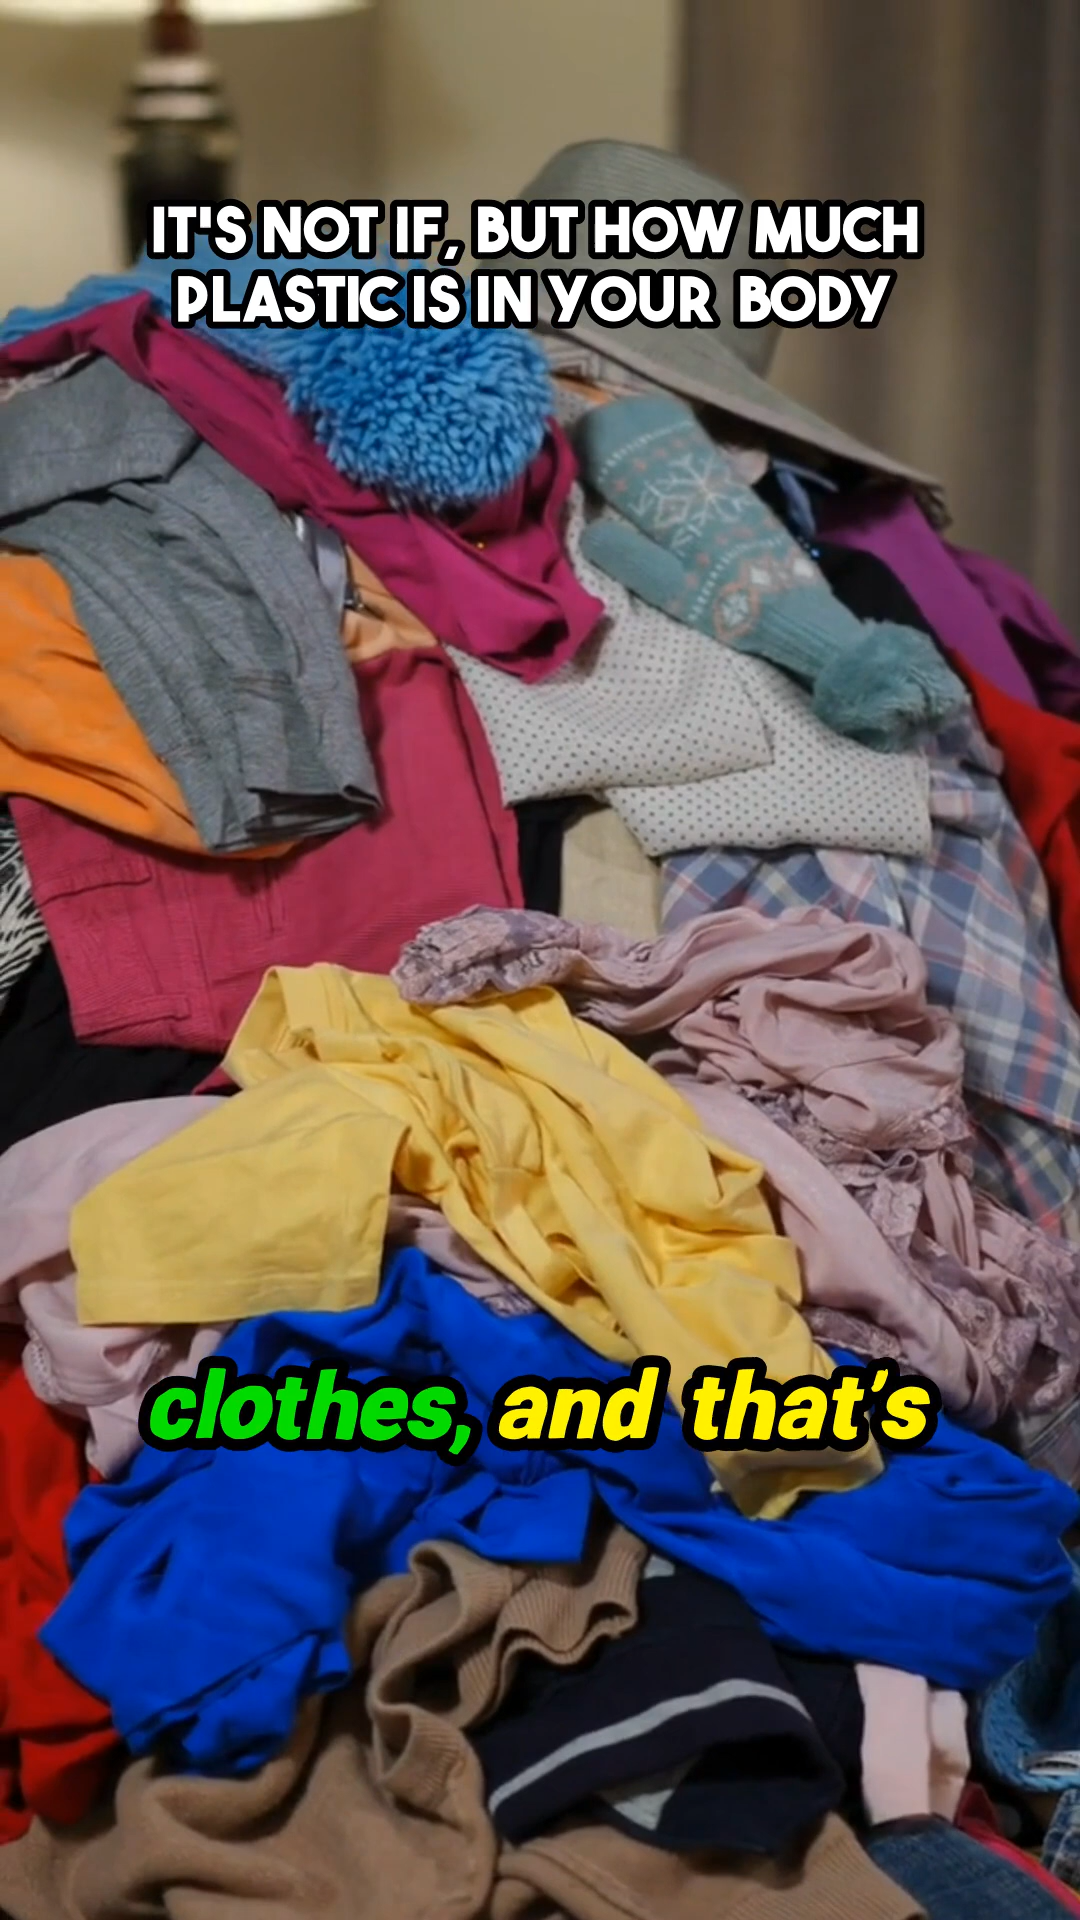 IT'S NOT IF, BUT HOW MUCH
PLASTIC IS IN YOUR BODY
clothes, and that's